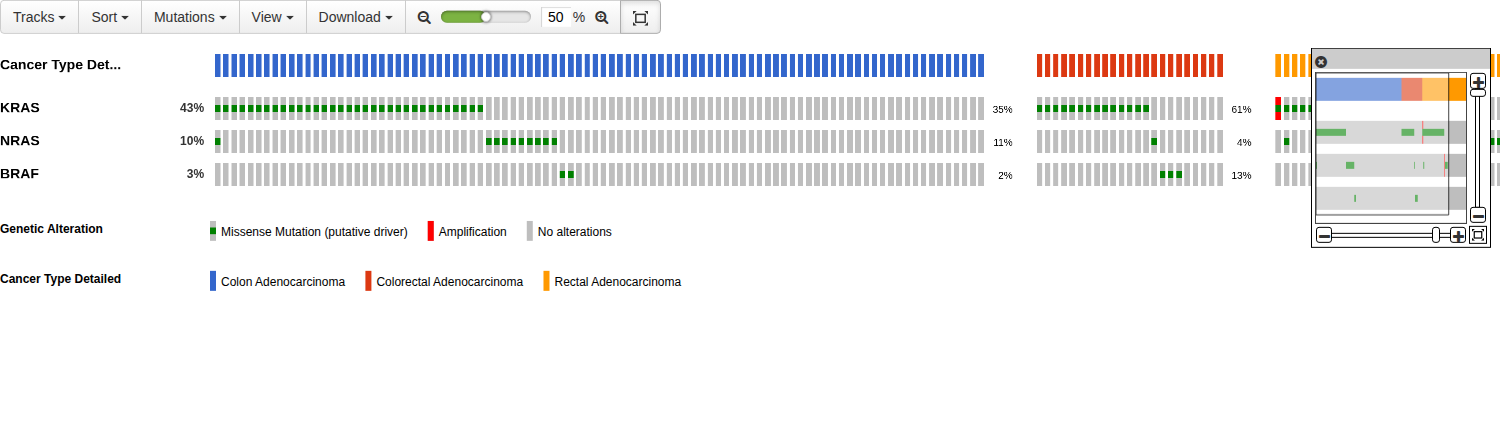 Tracks Sort Mutations View Download 50 %
Cancer Type Det...
KRAS 43% 35% 61%
NRAS 10% 11% 4%
BRAF 3% 2% 13%
Genetic Alteration Missense Mutation (putative driver) Amplification No alterations
Cancer Type Detailed Colon Adenocarcinoma Colorectal Adenocarcinoma Rectal Adenocarcinoma